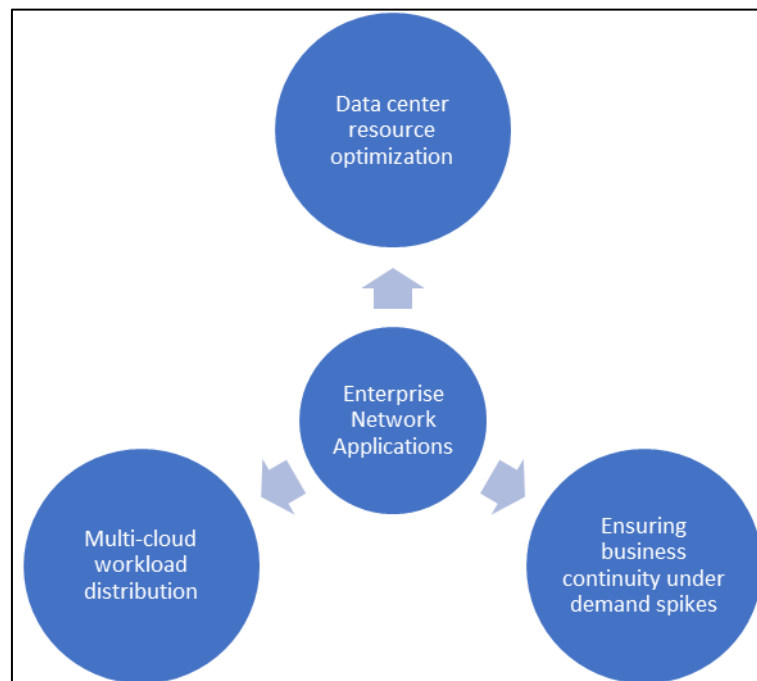 Data center
resource
optimization
Enterprise
Network
Applications
Multi-cloud
workload
distribution
Ensuring
business
continuity under
demand spikes